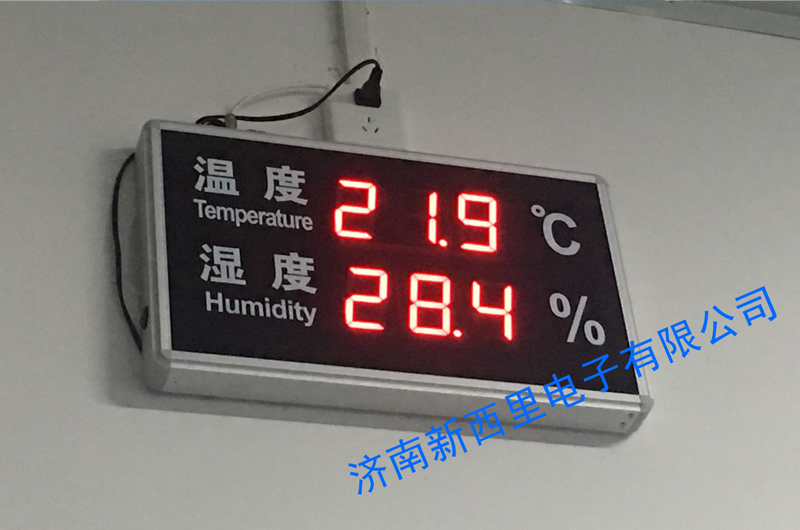 温度 21.9 ℃
Temperature
湿度 28.4 %
Humidity
济南新西里电子有限公司